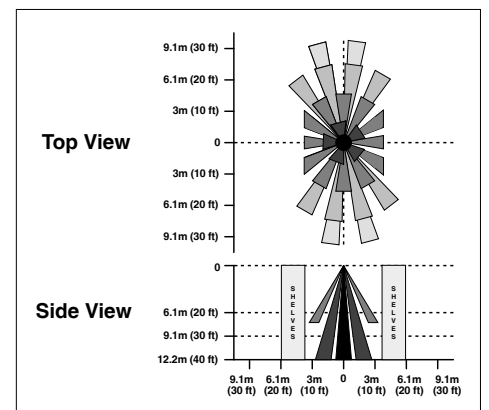 9.1m (30 ft)
6.1m (20 ft)
3m (10 ft)
Top View
0
3m (10 ft)
6.1m (20 ft)
9.1m (30 ft)
0
SHELVES
SHELVES
Side View
6.1m (20 ft)
9.1m (30 ft)
12.2m (40 ft)
9.1m 6.1m 3m 0 3m 6.1m 9.1m
(30 ft) (20 ft) (10 ft) (10 ft) (20 ft) (30 ft)